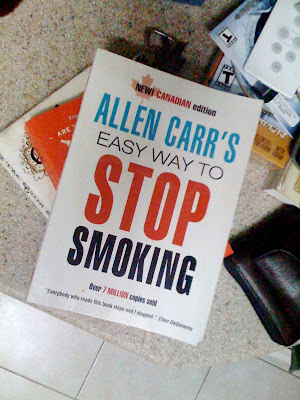 NEW! CANADIAN edition
ALLEN CARR'S
EASY WAY TO
STOP
SMOKING
Over 7 MILLION copies sold
"Everybody who reads this book stops and I stopped." Ellen DeGeneres
ARE
T
T